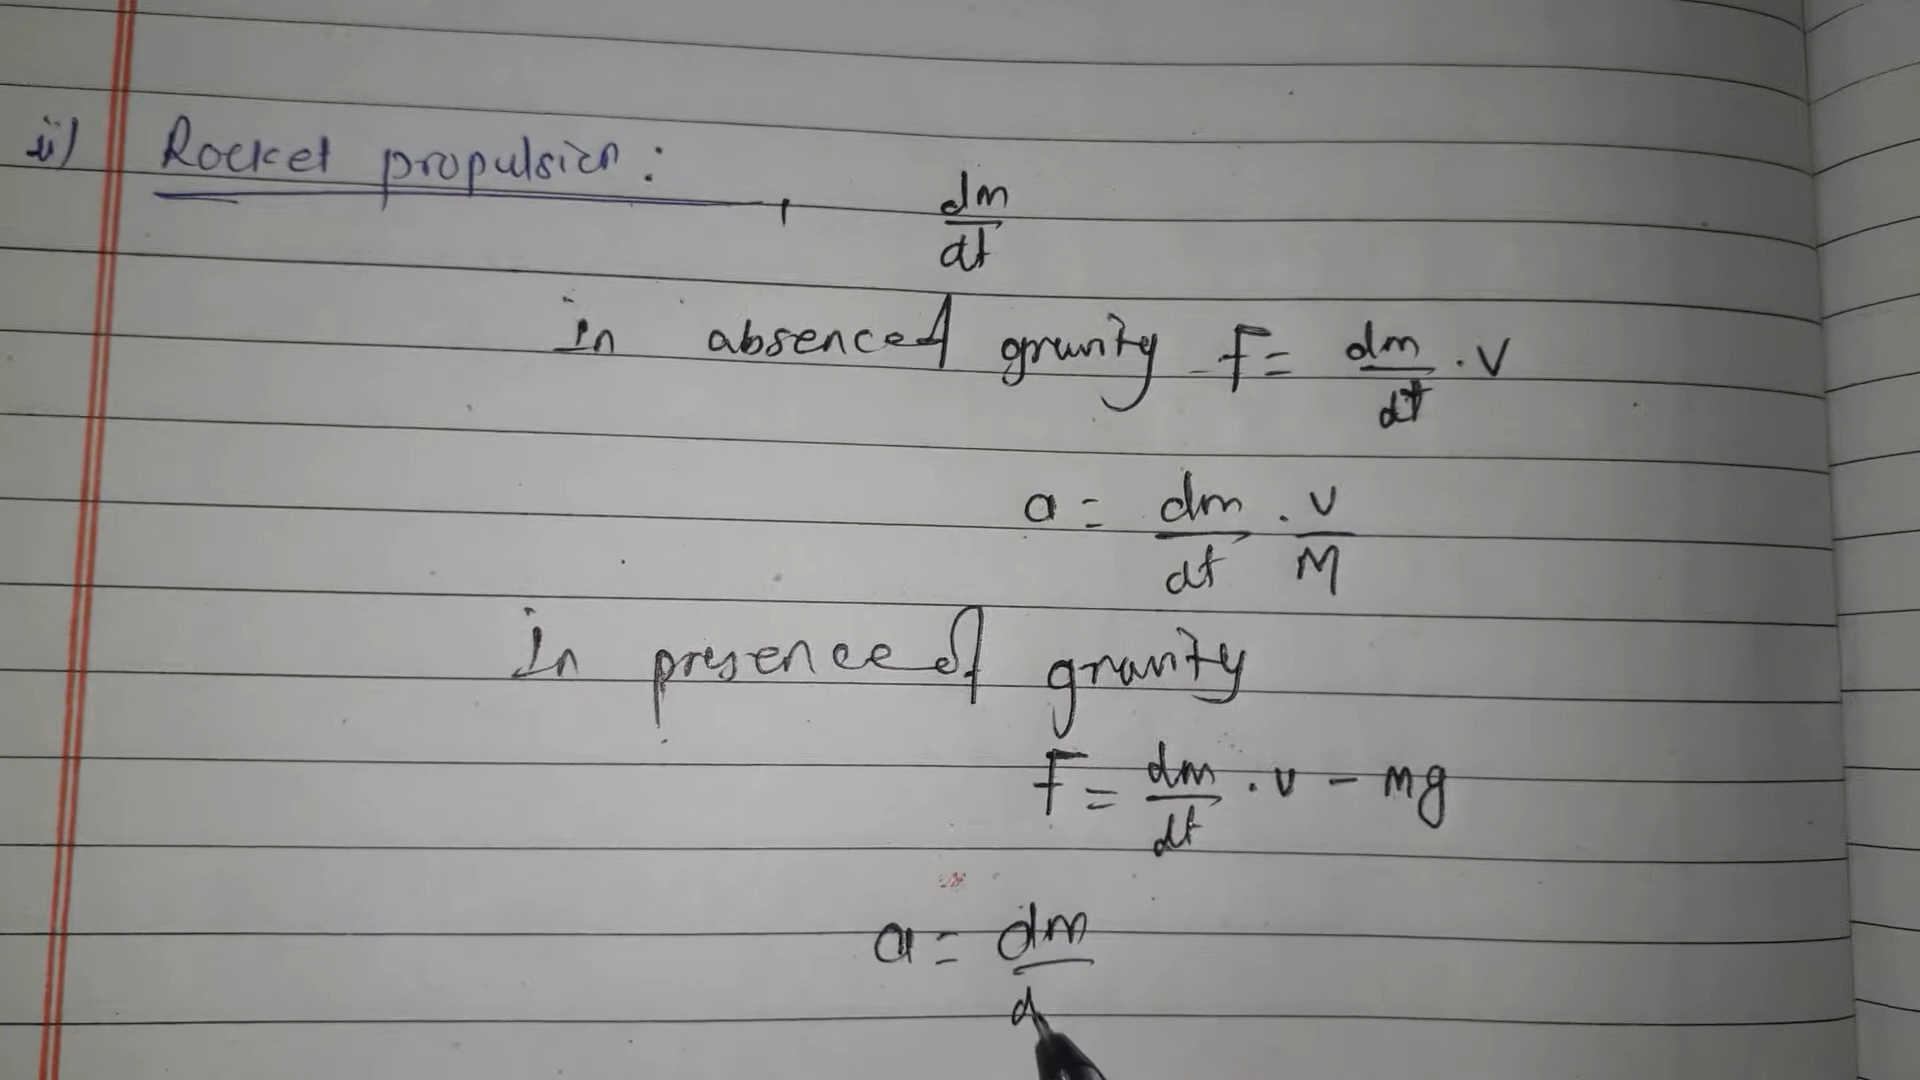 ii) Rocket propulsion:
dm/dt
In absence of gravity F = dm/dt . v
a = dm/dt . v/M
In presence of gravity
F = dm/dt . v - mg
a = dm/d